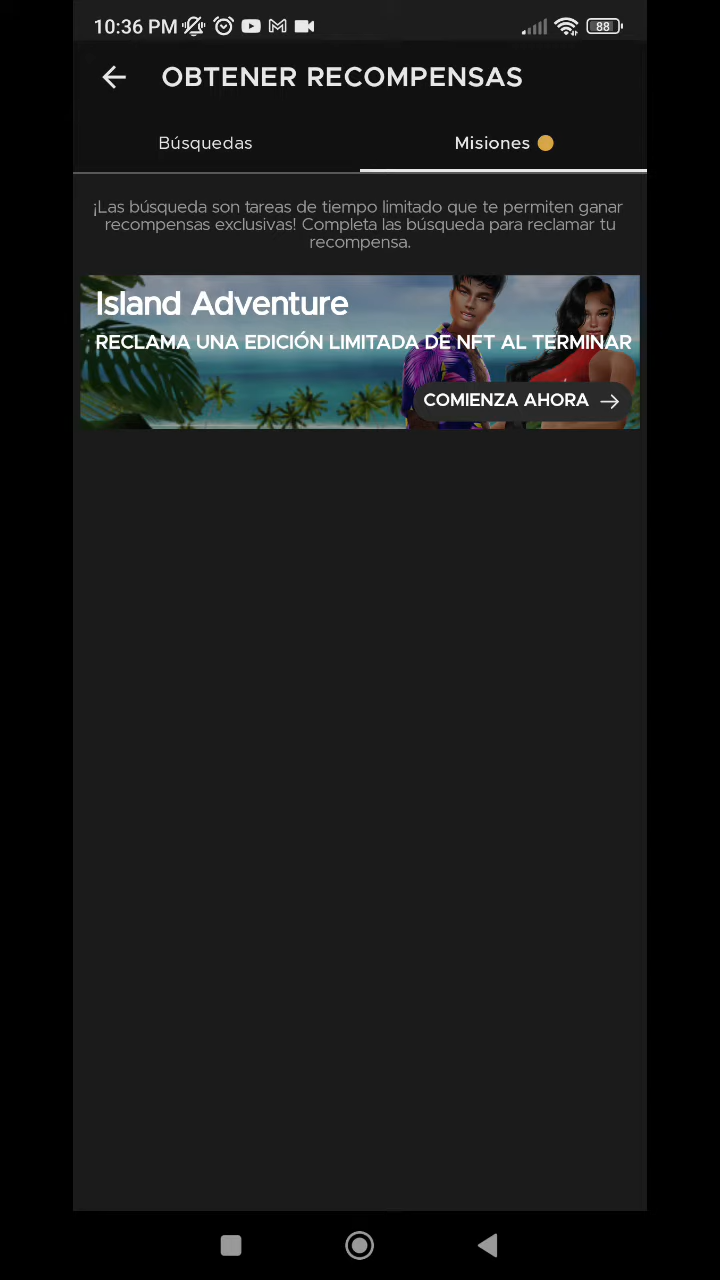 10:36 PM
88
OBTENER RECOMPENSAS
Búsquedas
Misiones
¡Las búsqueda son tareas de tiempo limitado que te permiten ganar
recompensas exclusivas! Completa las búsqueda para reclamar tu
recompensa.
Island Adventure
RECLAMA UNA EDICIÓN LIMITADA DE NFT AL TERMINAR
COMIENZA AHORA